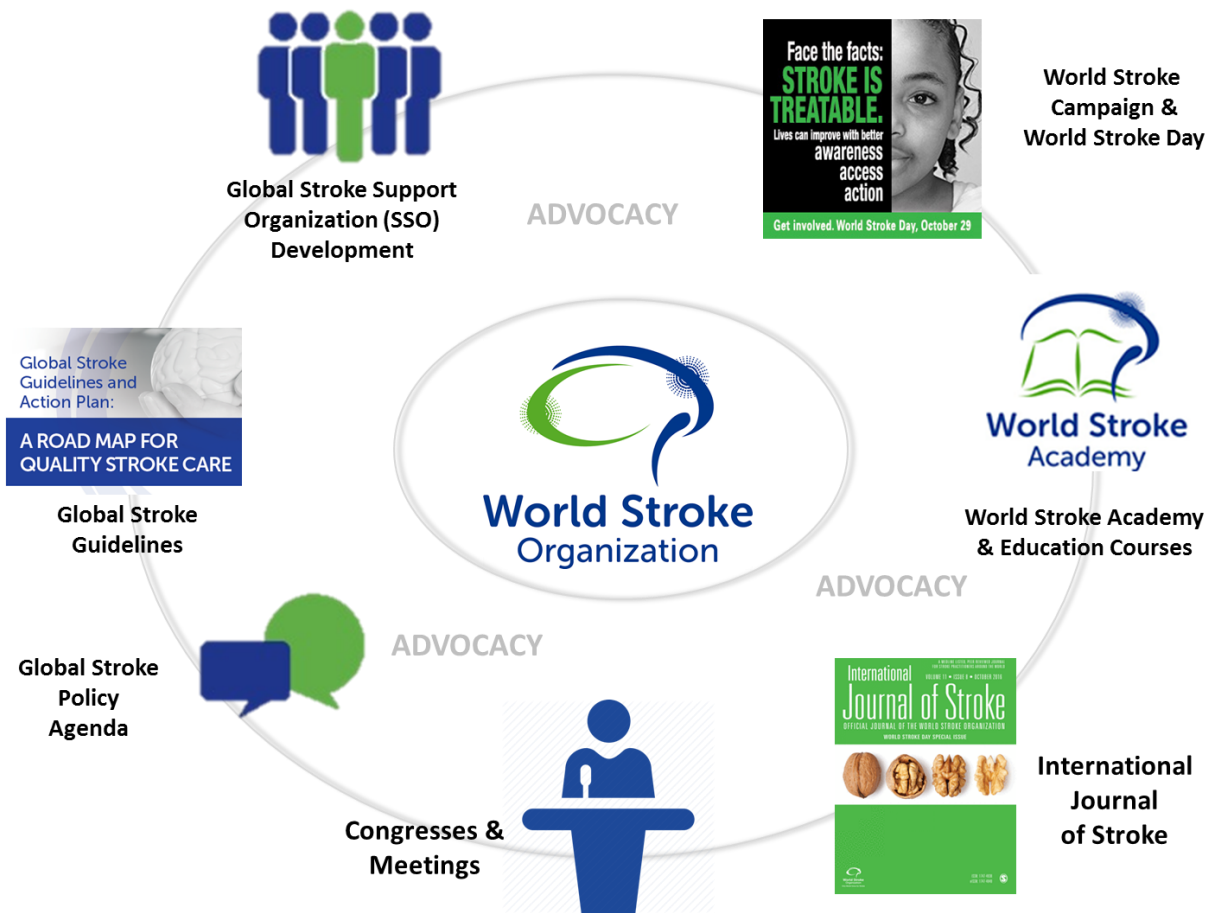 Face the facts:
STROKE IS
TREATABLE.
Lives can improve with better
awareness
access
action
Get involved. World Stroke Day, October 29
World Stroke
Campaign &
World Stroke Day
Global Stroke Support
Organization (SSO)
Development
ADVOCACY
Global Stroke
Guidelines and
Action Plan:
A ROAD MAP FOR
QUALITY STROKE CARE
Global Stroke
Guidelines
World Stroke
Organization
World Stroke
Academy
World Stroke Academy
& Education Courses
ADVOCACY
ADVOCACY
Global Stroke
Policy
Agenda
Congresses &
Meetings
International
Journal of Stroke
OFFICIAL JOURNAL OF THE WORLD STROKE ORGANIZATION
WORLD STROKE DAY SPECIAL ISSUE
International
Journal
of Stroke